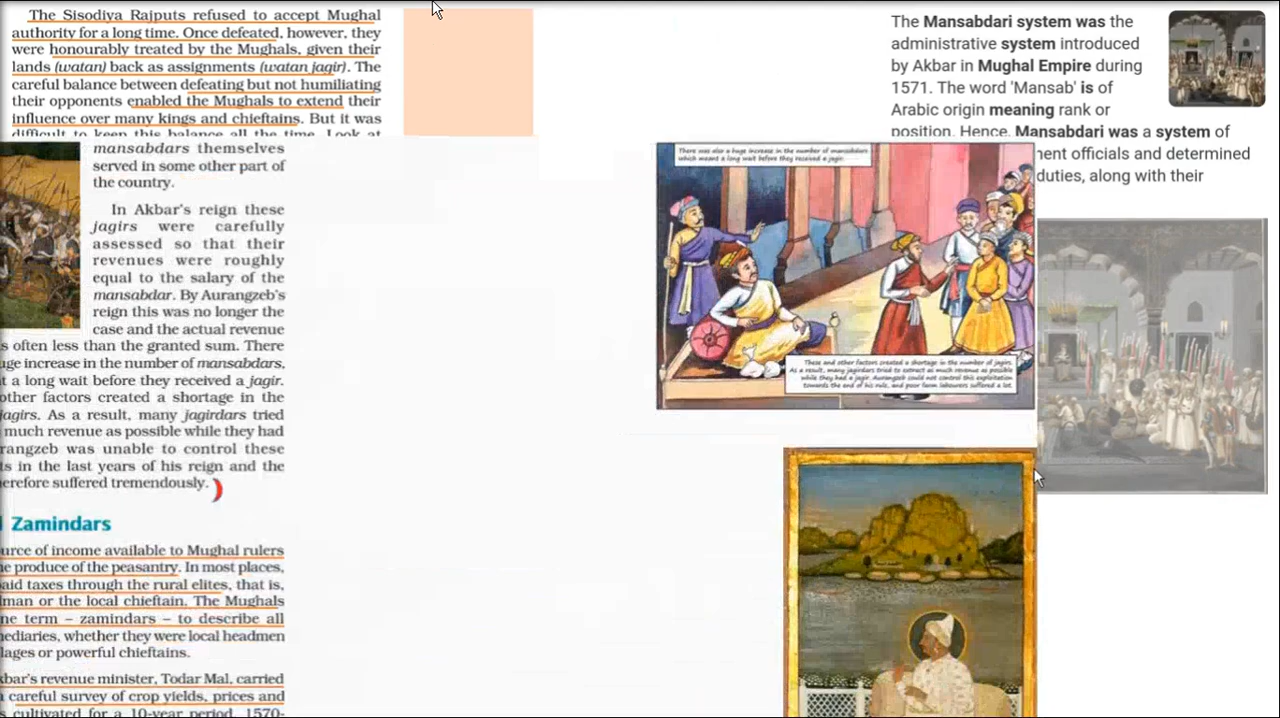 The Sisodiya Rajputs refused to accept Mughal
authority for a long time. Once defeated, however, they
were honourably treated by the Mughals, given their
lands (watan) back as assignments (watan jagir). The
careful balance between defeating but not humiliating
their opponents enabled the Mughals to extend their
influence over many kings and chieftains. But it was
difficult to keep this balance all the time. Look at
mansabdars themselves
served in some other part of
the country.
In Akbar's reign these
jagirs were carefully
assessed so that their
revenues were roughly
equal to the salary of the
mansabdar. By Aurangzeb's
reign this was no longer the
case and the actual revenue
s often less than the granted sum. There
uge increase in the number of mansabdars,
t a long wait before they received a jagir.
other factors created a shortage in the
jagirs. As a result, many jagirdars tried
much revenue as possible while they had
rangzeb was unable to control these
ts in the last years of his reign and the
erefore suffered tremendously.
Zamindars
urce of income available to Mughal rulers
e produce of the peasantry. In most places,
aid taxes through the rural elites, that is,
man or the local chieftain. The Mughals
ne term – zamindars – to describe all
nediaries, whether they were local headmen
lages or powerful chieftains.
kbar's revenue minister, Todar Mal, carried
careful survey of crop yields, prices and
s cultivated for a 10-year period, 1570-
The Mansabdari system was the
administrative system introduced
by Akbar in Mughal Empire during
1571. The word 'Mansab' is of
Arabic origin meaning rank or
position. Hence, Mansabdari was a system of
nent officials and determined
duties, along with their
There was also a huge increase in the number of mansabdars
which meant a long wait before they received a jagir.
These and other factors created a shortage in the number of jagirs.
As a result, many jagirdars tried to extract as much revenue as possible
while they had a jagir. Aurangzeb could not control this exploitation
towards the end of his rule, and poor farm labourers suffered a lot.